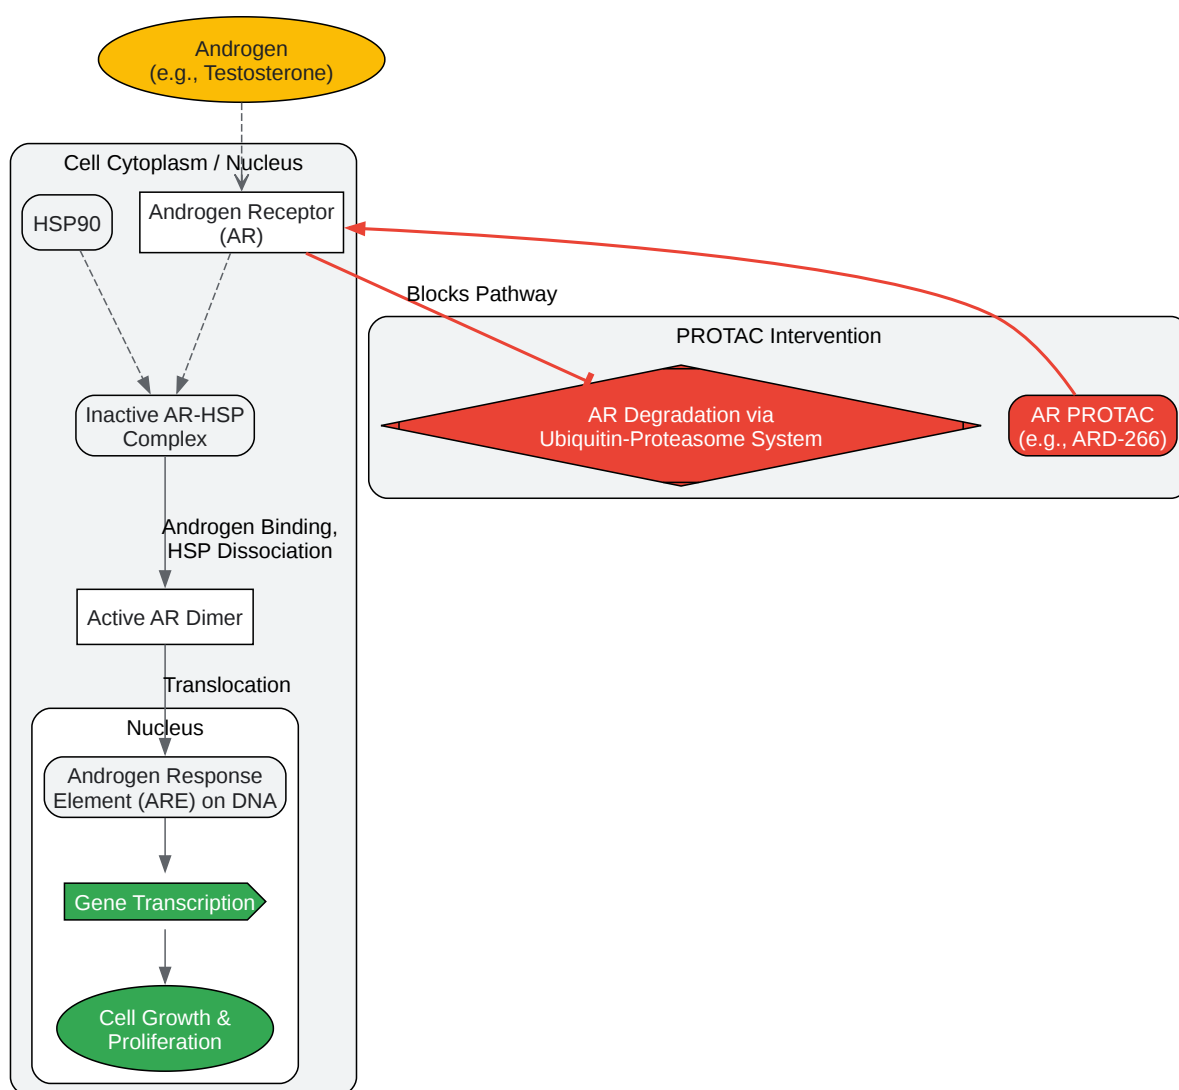 Androgen
(e.g., Testosterone)
Cell Cytoplasm / Nucleus
HSP90
Androgen Receptor
(AR)
Blocks Pathway
PROTAC Intervention
Inactive AR-HSP
Complex
AR Degradation via
Ubiquitin-Proteasome System
AR PROTAC
(e.g., ARD-266)
Androgen Binding,
HSP Dissociation
Active AR Dimer
Translocation
Nucleus
Androgen Response
Element (ARE) on DNA
Gene Transcription
Cell Growth &
Proliferation